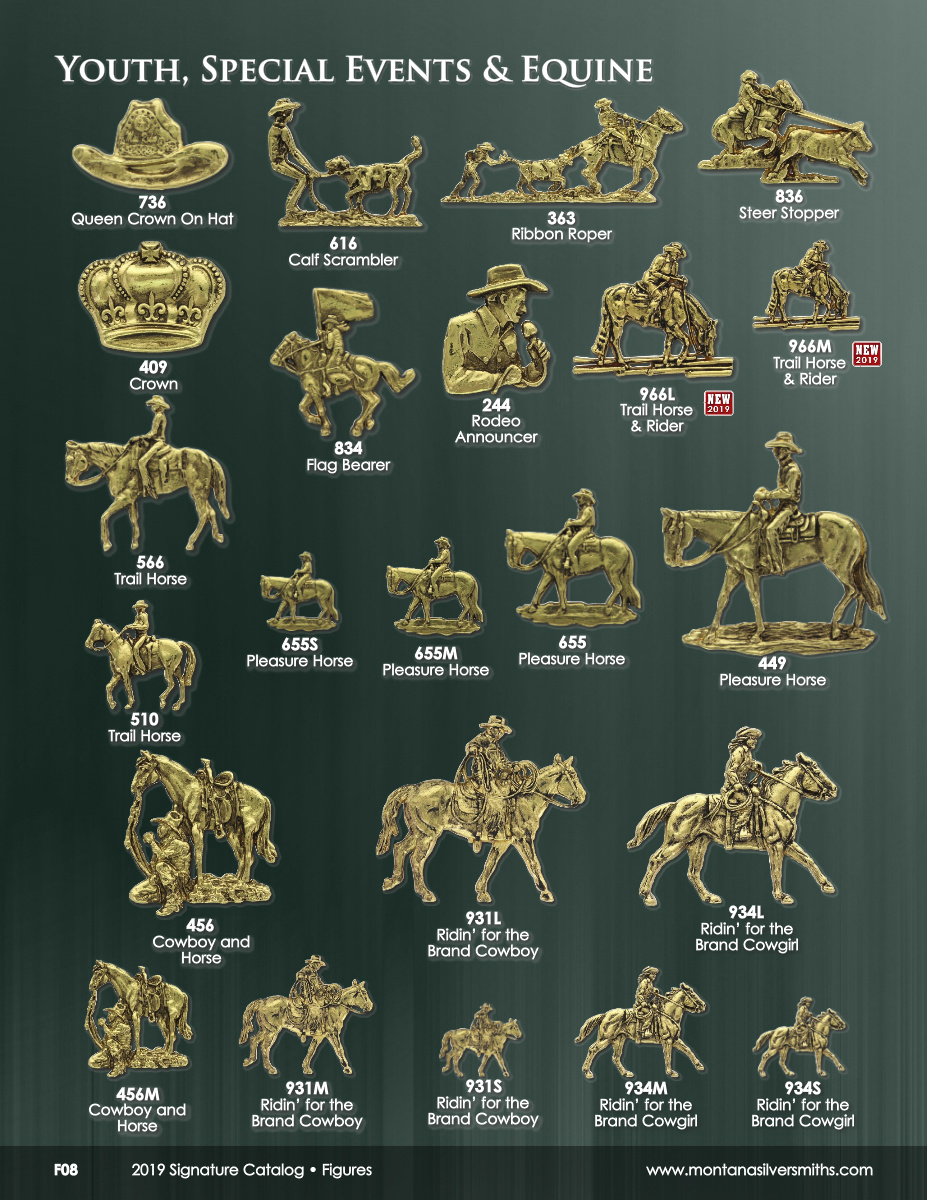 Youth, Special Events & Equine
736
Queen Crown On Hat
616
Calf Scrambler
363
Ribbon Roper
836
Steer Stopper
409
Crown
834
Flag Bearer
244
Rodeo
Announcer
966L
Trail Horse
& Rider
NEW
2019
966M
Trail Horse
& Rider
NEW
2019
566
Trail Horse
655S
Pleasure Horse
655M
Pleasure Horse
655
Pleasure Horse
449
Pleasure Horse
510
Trail Horse
456
Cowboy and
Horse
931L
Ridin’ for the
Brand Cowboy
934L
Ridin’ for the
Brand Cowgirl
456M
Cowboy and
Horse
931M
Ridin’ for the
Brand Cowboy
931S
Ridin’ for the
Brand Cowboy
934M
Ridin’ for the
Brand Cowgirl
934S
Ridin’ for the
Brand Cowgirl
F08 2019 Signature Catalog • Figures www.montanasilversmiths.com